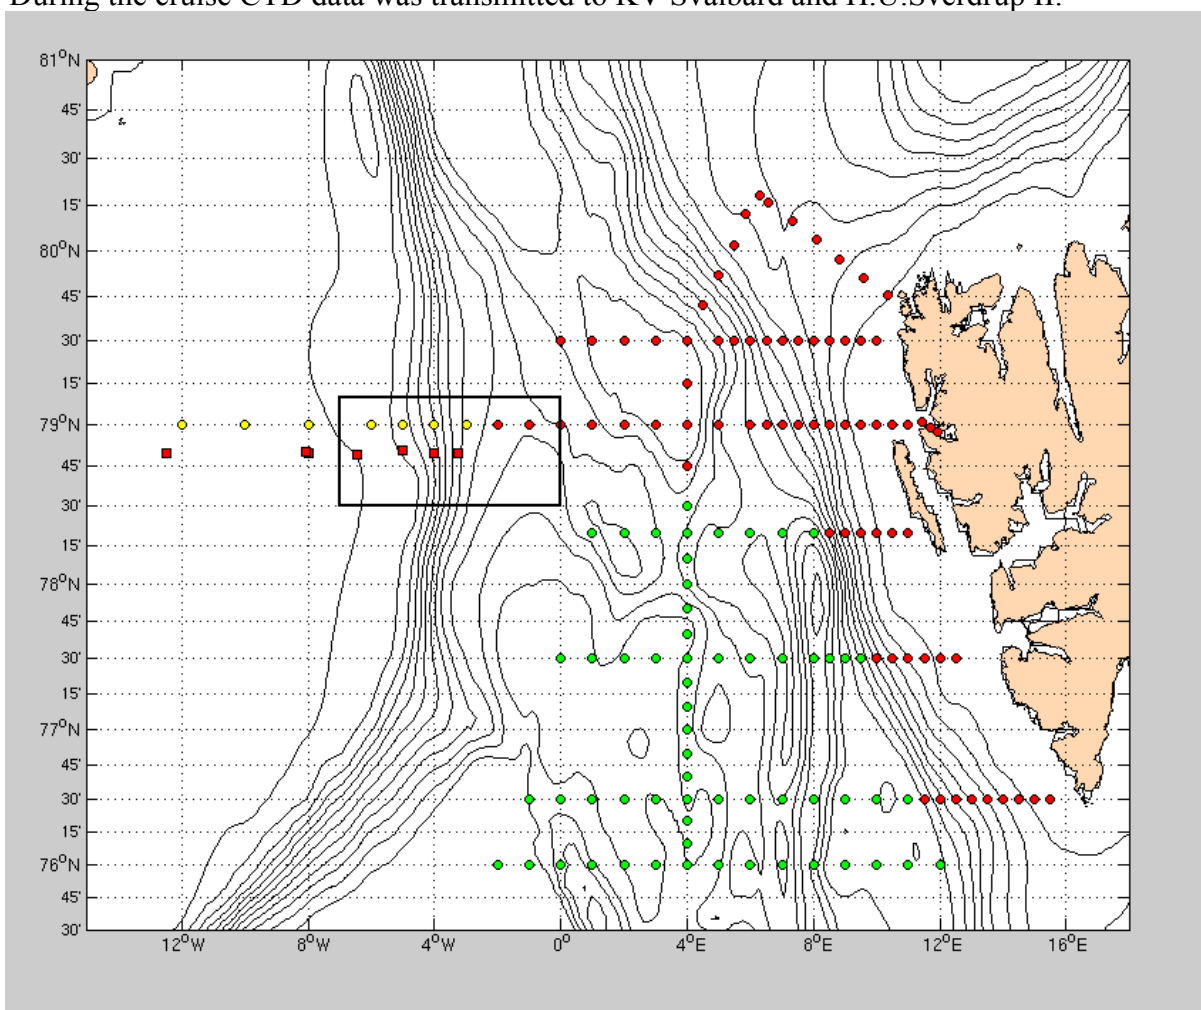 During the cruise CTD data was transmitted to KV Svalbard and H.U.Sverdrup II.
81°N
45'
30'
15'
80°N
45'
30'
15'
79°N
45'
30'
15'
78°N
45'
30'
15'
77°N
45'
30'
15'
76°N
45'
30'
12°W 8°W 4°W 0° 4°E 8°E 12°E 16°E